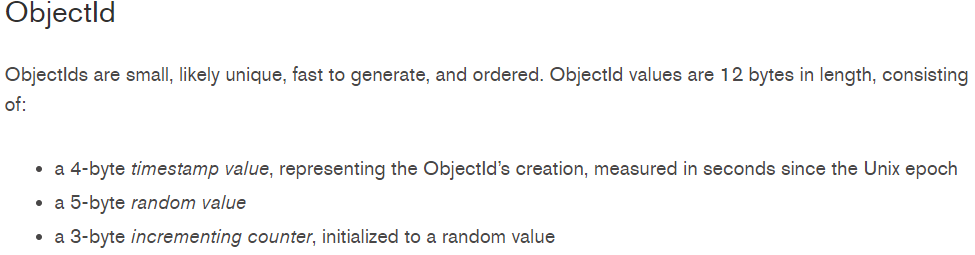 ObjectId
ObjectIds are small, likely unique, fast to generate, and ordered. ObjectId values are 12 bytes in length, consisting
of:
• a 4-byte timestamp value, representing the ObjectId’s creation, measured in seconds since the Unix epoch
• a 5-byte random value
• a 3-byte incrementing counter, initialized to a random value